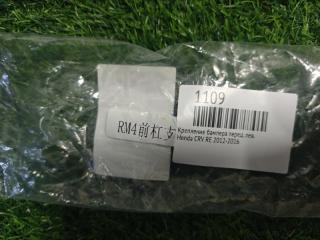 1109
RM4前杠支
Крепление бампера перед. лев.
Honda CRV RE 2012-2016